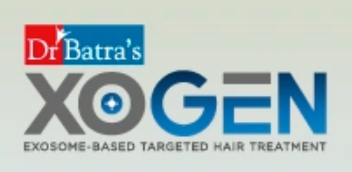 Dr Batra's
XOGEN
EXOSOME-BASED TARGETED HAIR TREATMENT